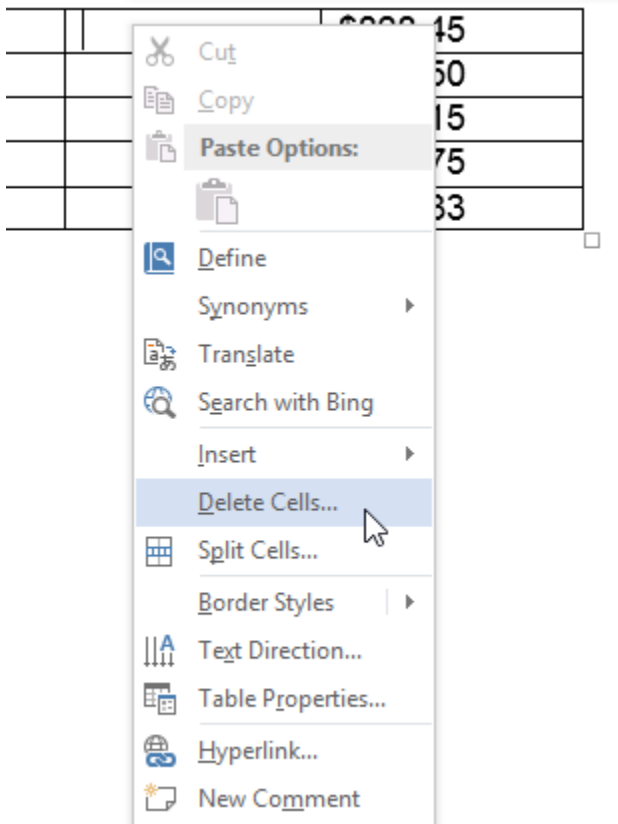 Cut
Copy
Paste Options:
Define
Synonyms
Translate
Search with Bing
Insert
Delete Cells...
Split Cells...
Border Styles
Text Direction...
Table Properties...
Hyperlink...
New Comment
45
50
15
75
33